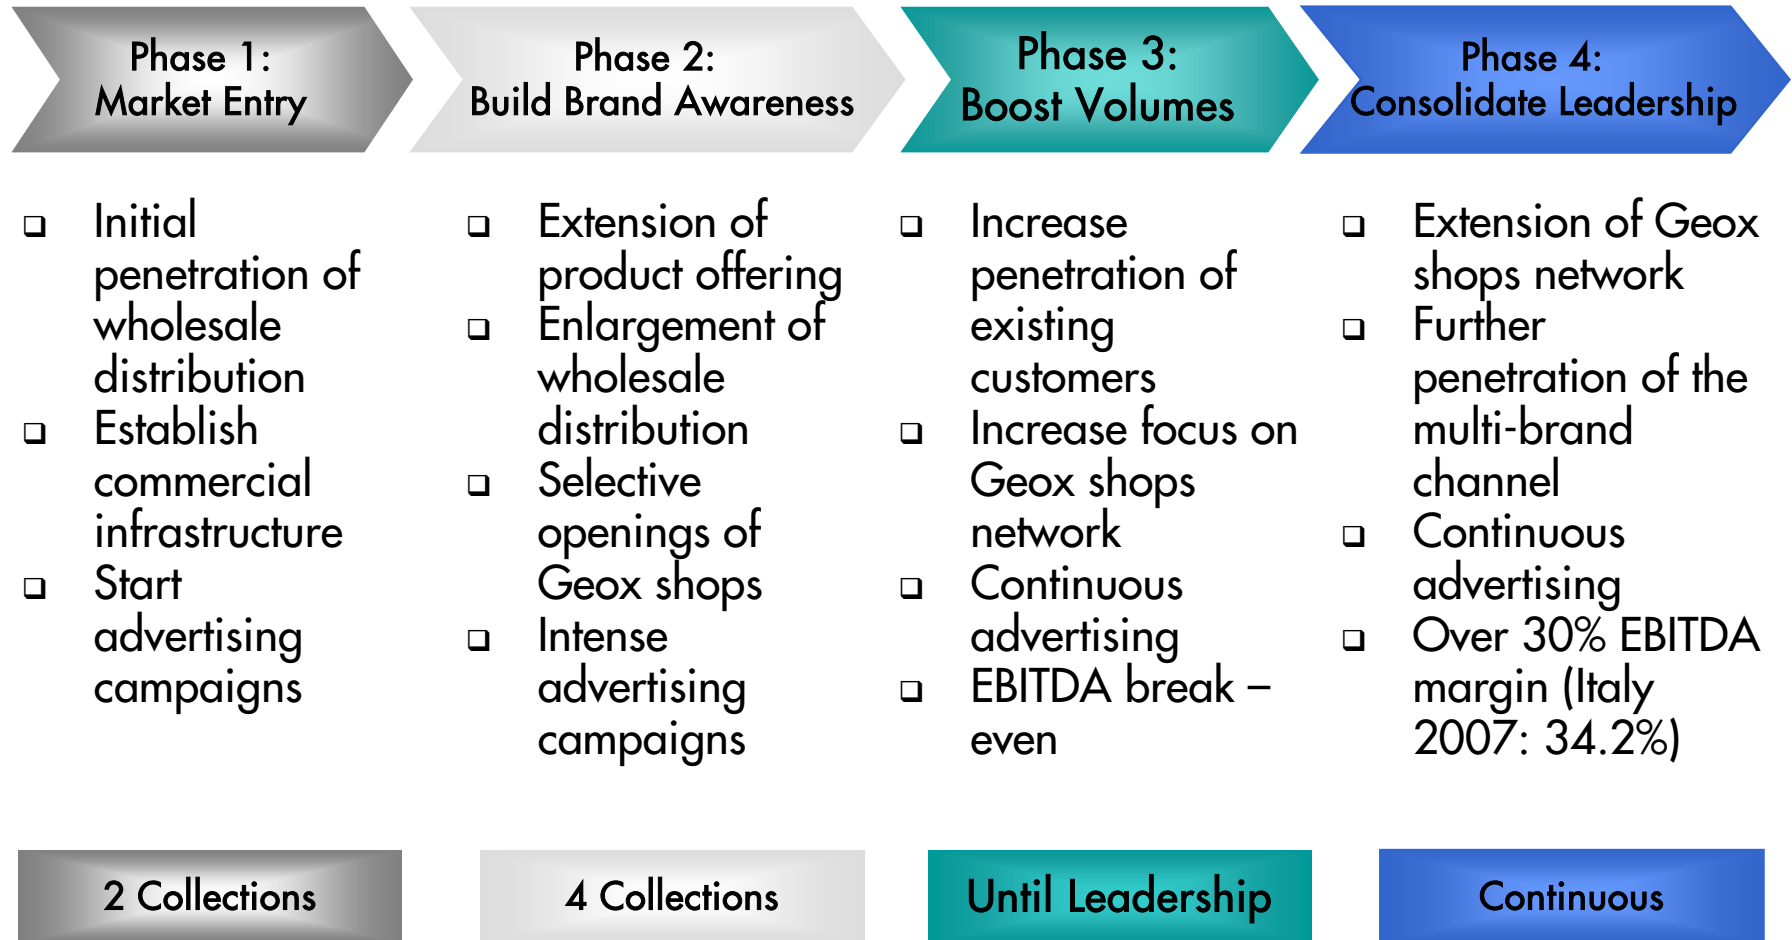 Phase 1:
Market Entry
Phase 2:
Build Brand Awareness
Phase 3:
Boost Volumes
Phase 4:
Consolidate Leadership
❑ Initial
penetration of
wholesale
distribution
❑ Establish
commercial
infrastructure
❑ Start
advertising
campaigns
❑ Extension of
product offering
❑ Enlargement of
wholesale
distribution
❑ Selective
openings of
Geox shops
❑ Intense
advertising
campaigns
❑ Increase
penetration of
existing
customers
❑ Increase focus on
Geox shops
network
❑ Continuous
advertising
❑ EBITDA break –
even
❑ Extension of Geox
shops network
❑ Further
penetration of the
multi-brand
channel
❑ Continuous
advertising
❑ Over 30% EBITDA
margin (Italy
2007: 34.2%)
2 Collections
4 Collections
Until Leadership
Continuous